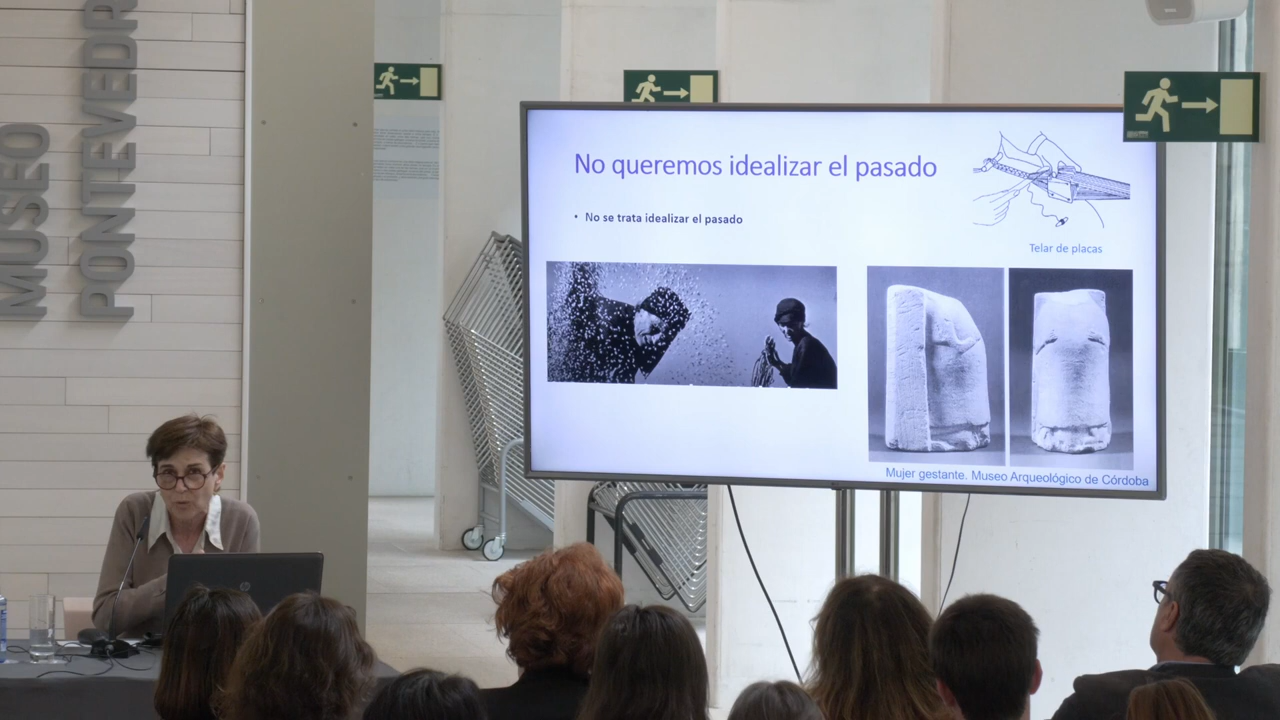 MUSEO
PONTEVEDR
No queremos idealizar el pasado
• No se trata idealizar el pasado
Telar de placas
Mujer gestante. Museo Arqueológico de Córdoba
hp